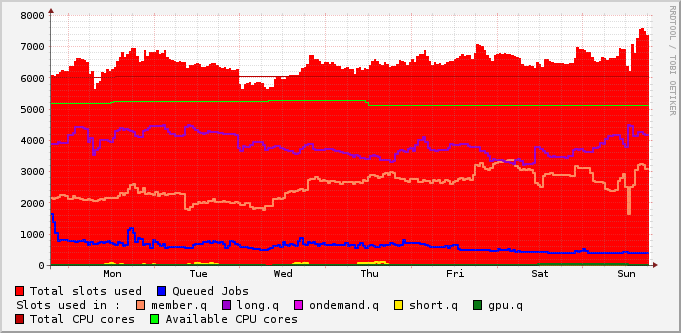 RRDTOOL / TOBI OETIKER
8000
7000
6000
5000
4000
3000
2000
1000
0
Mon Tue Wed Thu Fri Sat Sun
Total slots used Queued Jobs
Slots used in : member.q long.q ondemand.q short.q gpu.q
Total CPU cores Available CPU cores